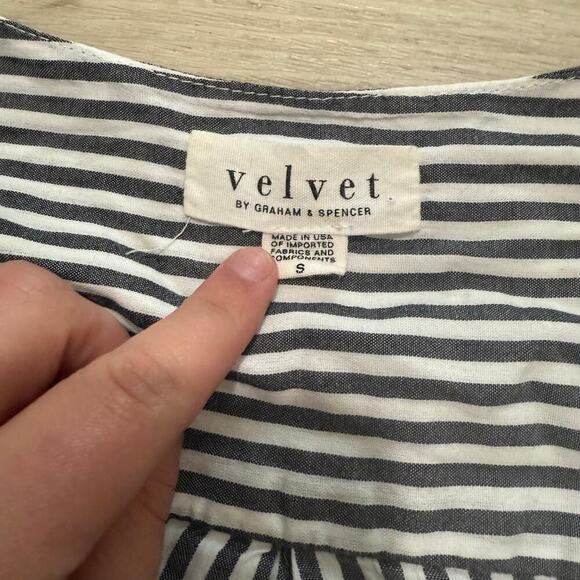 velvet
BY GRAHAM & SPENCER
MADE IN USA
OF IMPORTED
FABRICS AND
COMPONENTS
S